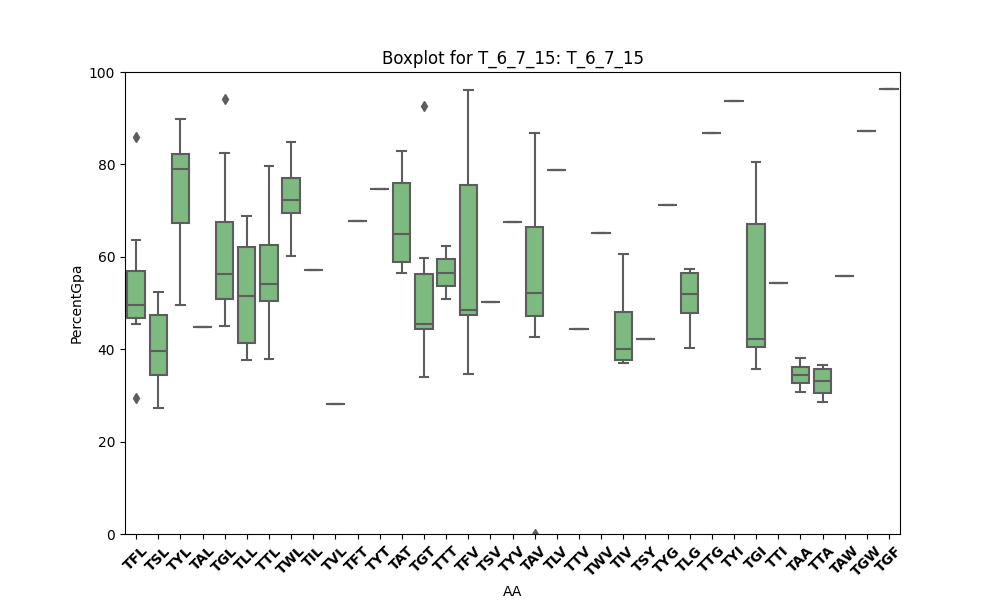 Boxplot for T_6_7_15: T_6_7_15
100
80
60
40
20
0
PercentGpa
TFL TSL TYL TAL TGL TLL TTL TWL TIL TVL TFT TYT TAT TGT TTT TFV TSV TYV TAV TLV TTV TWV TIV TSY TYG TLG TTG TYI TGI TTI TAA TTA TAW TGW TGF
AA